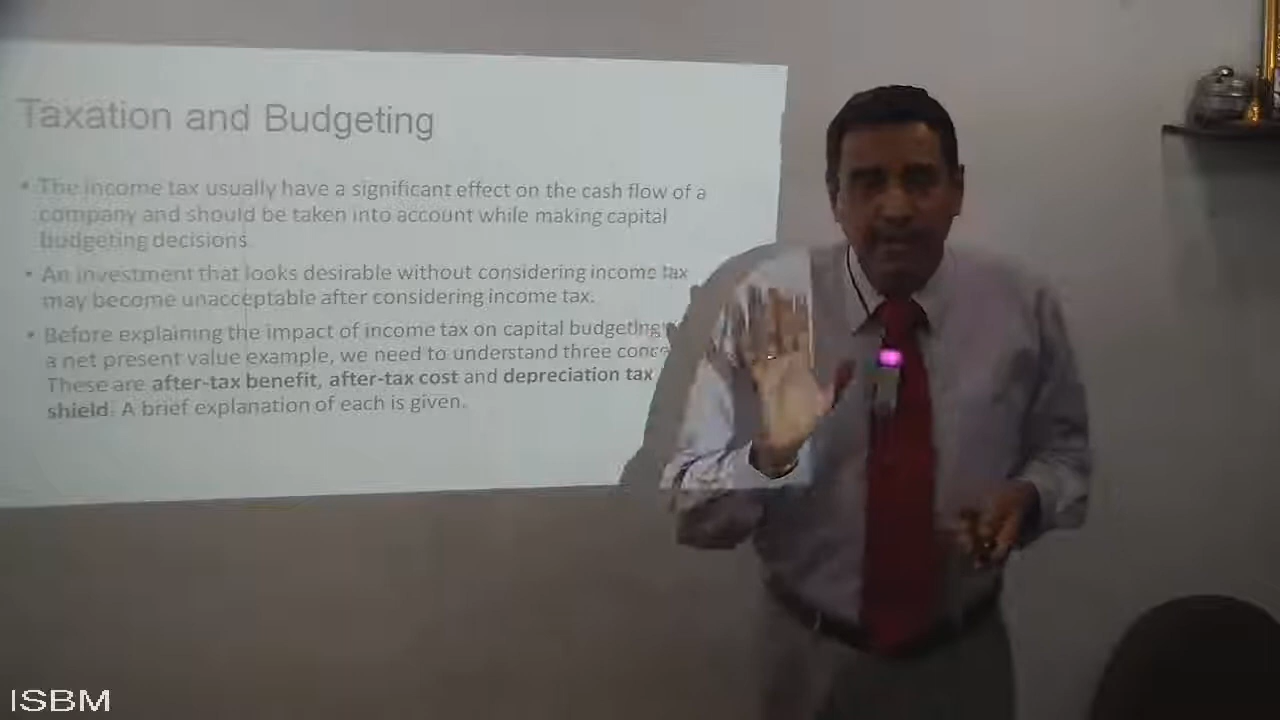 Taxation and Budgeting
• The income tax usually have a significant effect on the cash flow of a
company and should be taken into account while making capital
budgeting decisions.
• An investment that looks desirable without considering income tax
may become unacceptable after considering income tax.
• Before explaining the impact of income tax on capital budgeting
a net present value example, we need to understand three
These are after-tax benefit, after-tax cost and depreciation tax
shield. A brief explanation of each is given.
ISBM